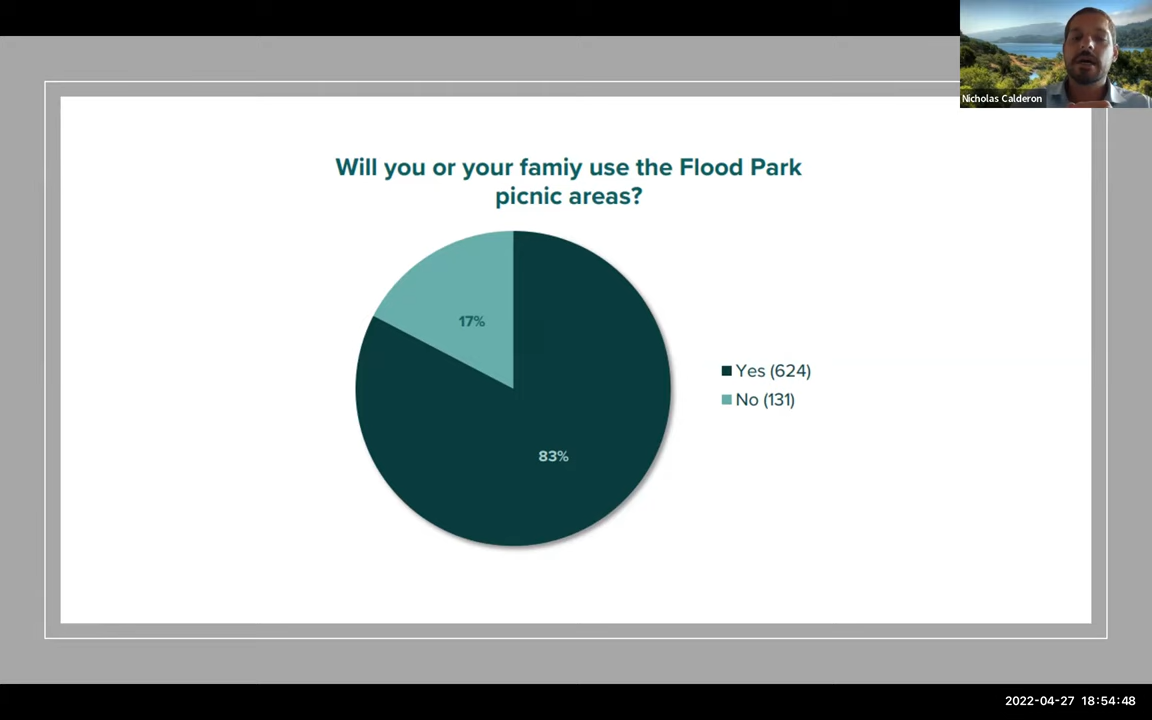 Nicholas Calderon
Will you or your famiy use the Flood Park
picnic areas?
17%
83%
Yes (624)
No (131)
2022-04-27 18:54:48